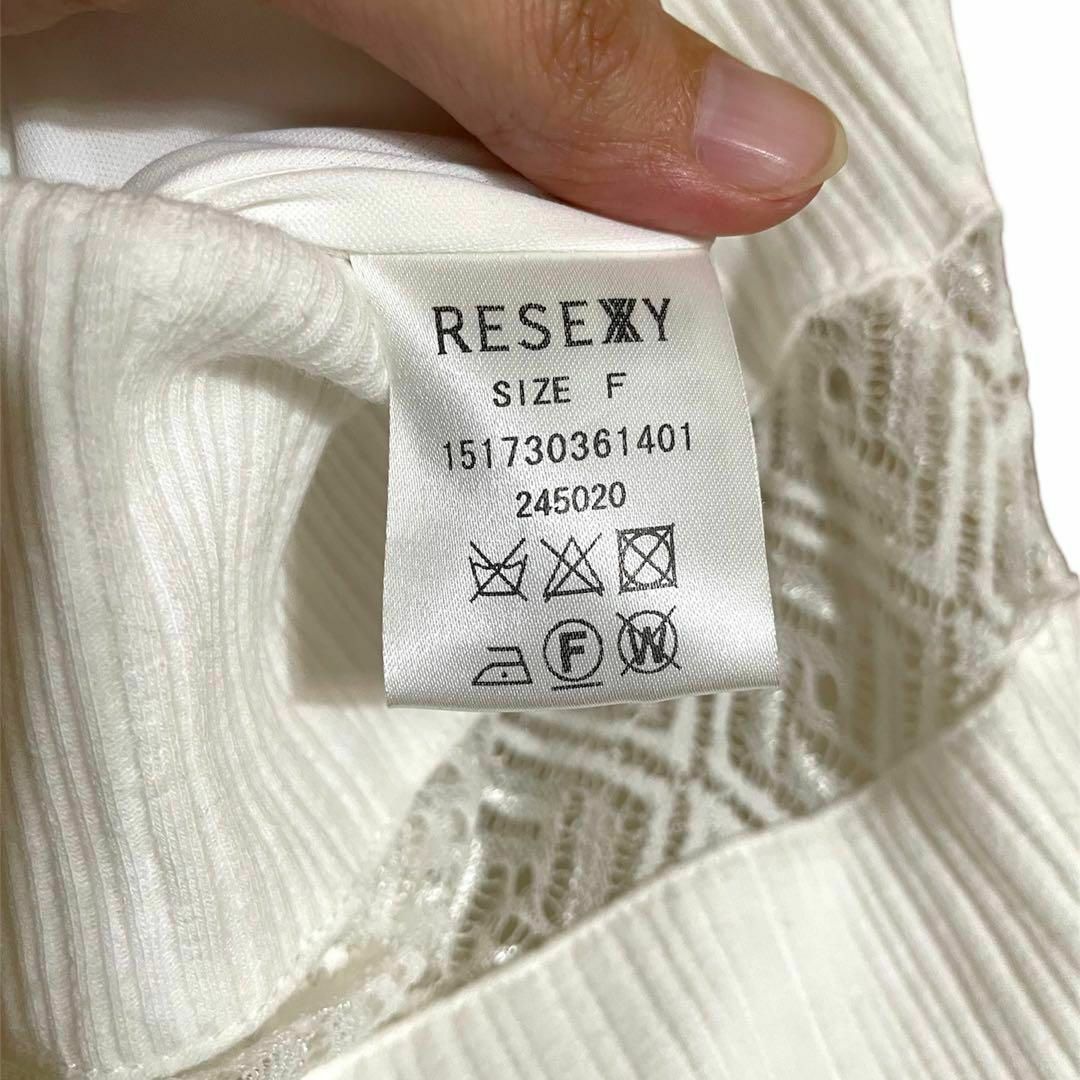 RESEXXY
SIZE F
151730361401
245020
F W